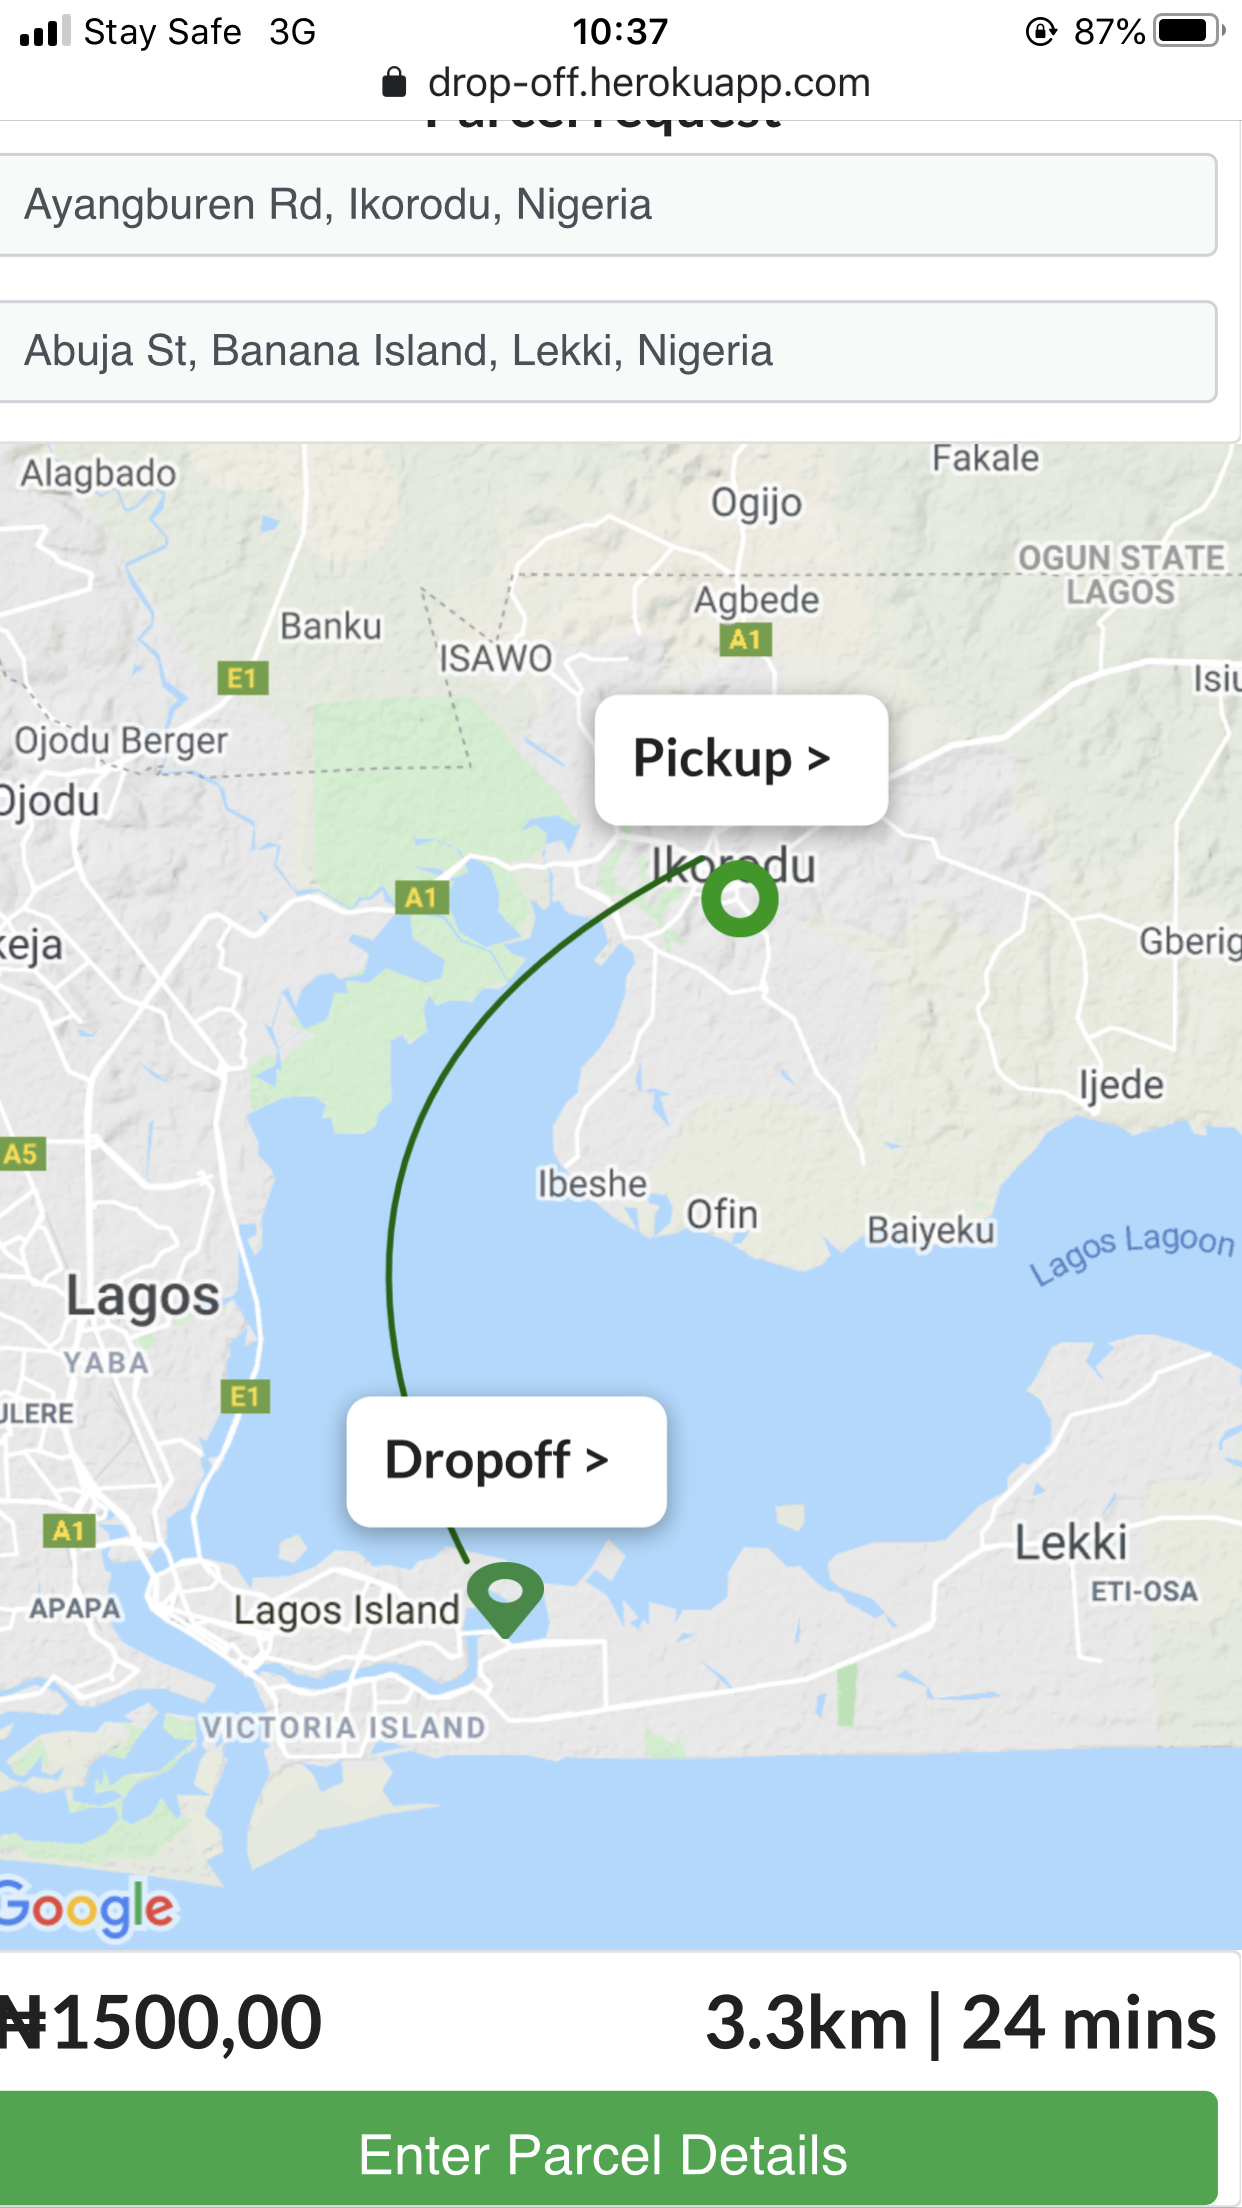 Stay Safe 3G 10:37 87%
drop-off.herokuapp.com
Parcel request
Ayangburen Rd, Ikorodu, Nigeria
Abuja St, Banana Island, Lekki, Nigeria
Fakale
Alagbado
Ogijo
OGUN STATE
LAGOS
Agbede
Banku
A1
ISAWO
E1
Isiu
Ojodu Berger
Pickup >
Ojodu
Ikorodu
A1
keja
Gberig
Ijede
A5
Ibeshe
Ofin
Baiyeku
Lagos Lagoon
Lagos
YABA
E1
ULERE
Dropoff >
A1
Lekki
ETI-OSA
APAPA
Lagos Island
VICTORIA ISLAND
Google
₦1500,00
3.3km | 24 mins
Enter Parcel Details